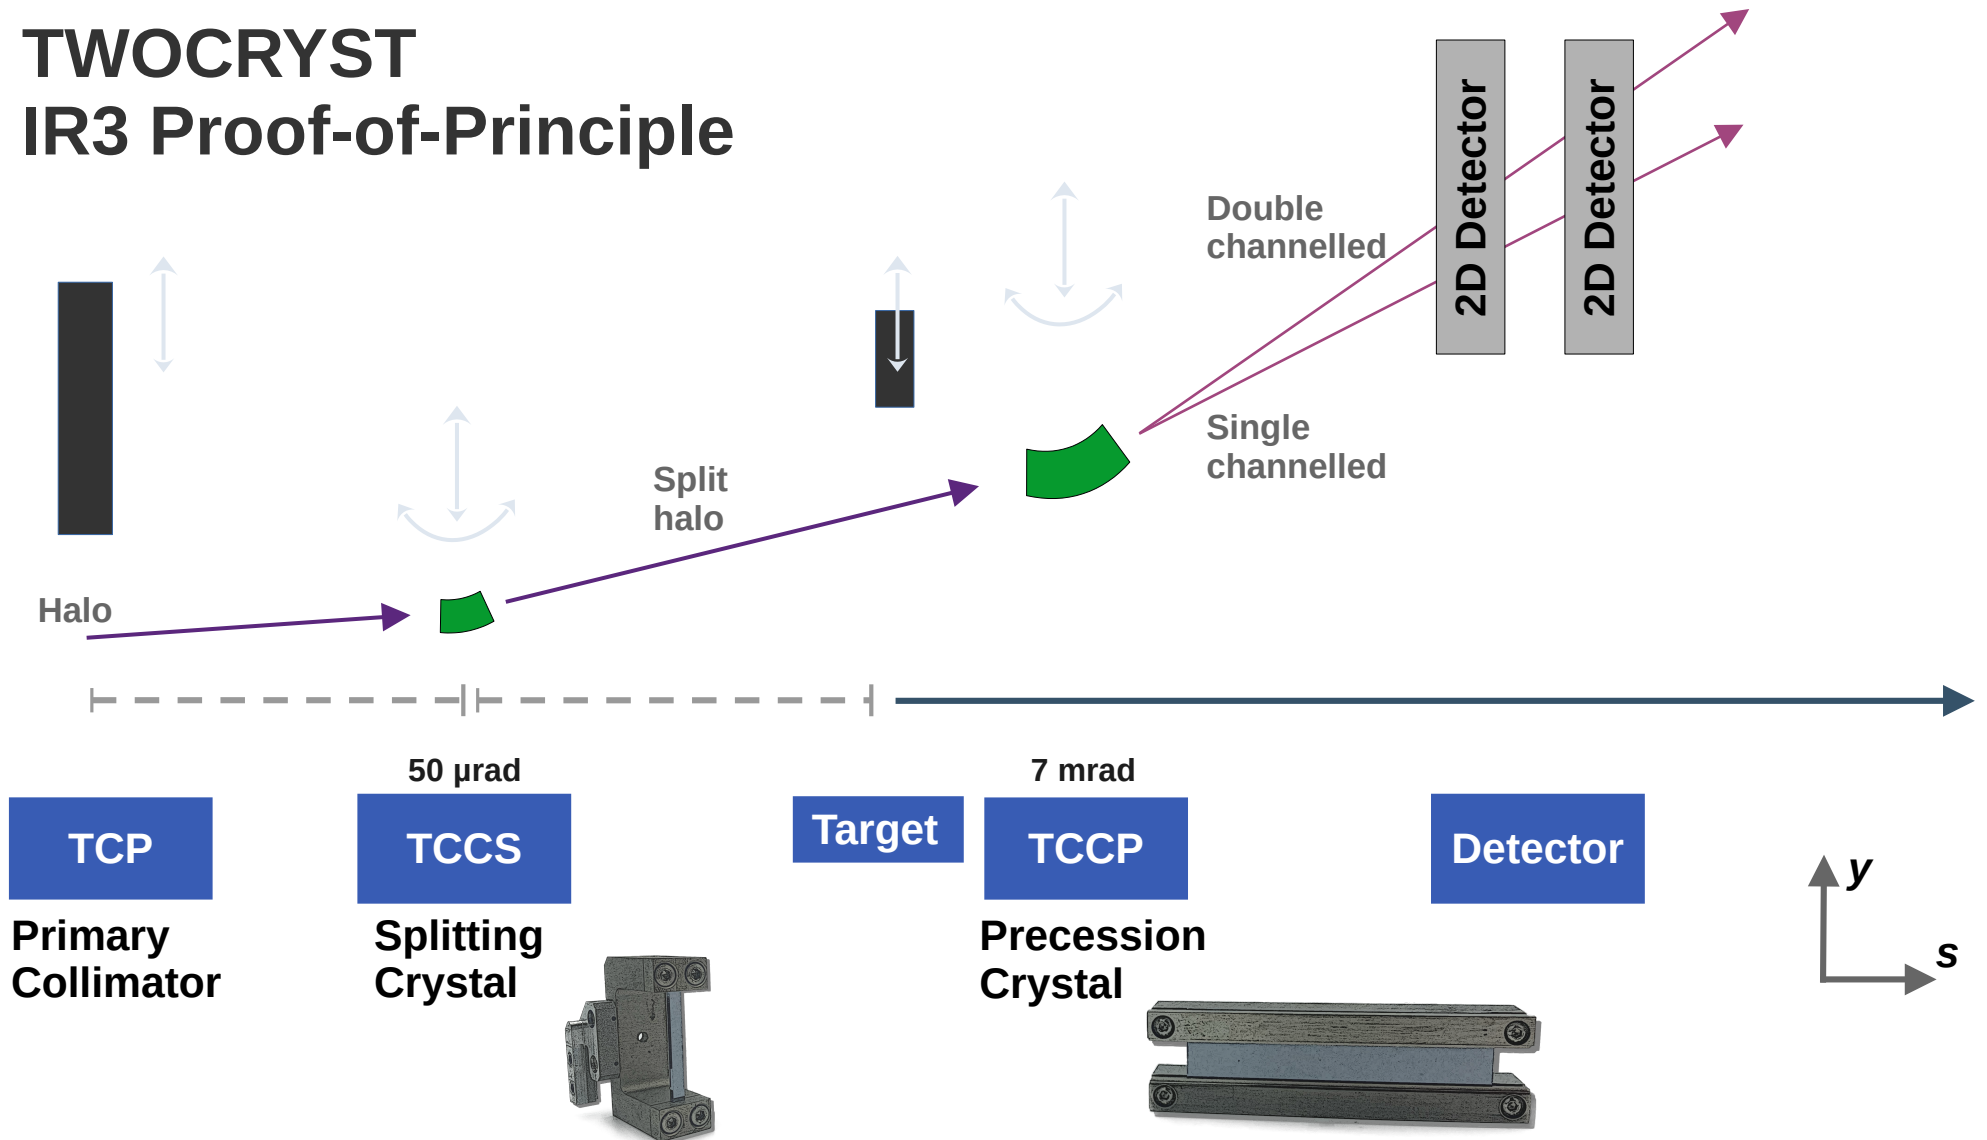 TWOCRYST
IR3 Proof-of-Principle
Double
channelled
2D Detector
2D Detector
Single
channelled
Split
halo
Halo
50 µrad
7 mrad
TCP
TCCS
Target
TCCP
Detector
Primary
Collimator
Splitting
Crystal
Precession
Crystal
y
s